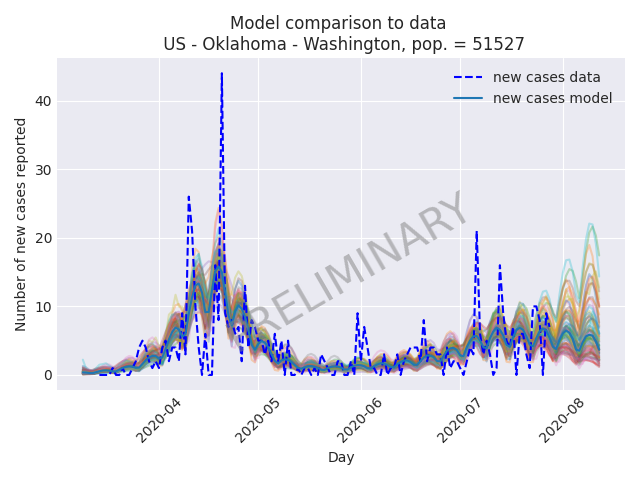 Model comparison to data
US - Oklahoma - Washington, pop. = 51527
new cases data
new cases model
Number of new cases reported
40
30
20
10
0
PRELIMINARY
2020-04
2020-05
2020-06
2020-07
2020-08
Day